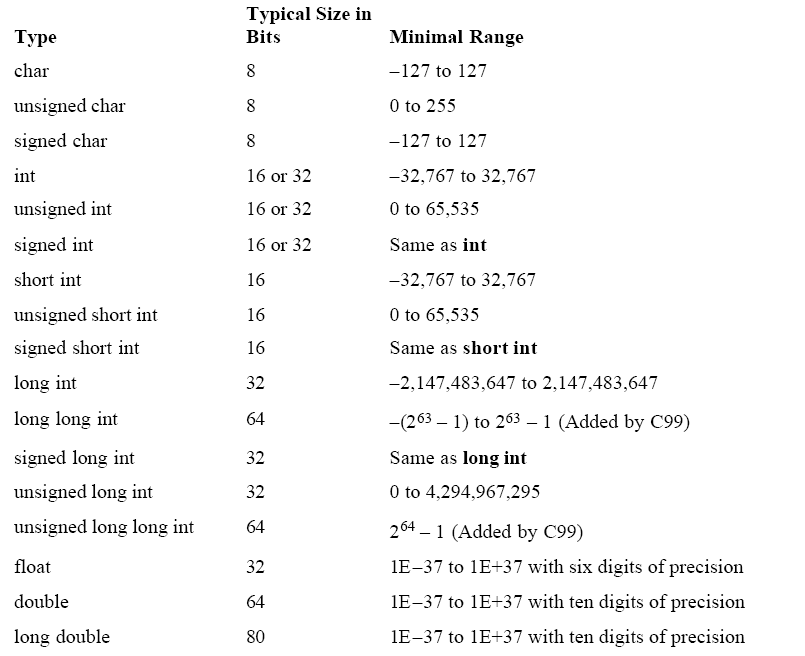 Type Typical Size in Bits Minimal Range
char 8 –127 to 127
unsigned char 8 0 to 255
signed char 8 –127 to 127
int 16 or 32 –32,767 to 32,767
unsigned int 16 or 32 0 to 65,535
signed int 16 or 32 Same as int
short int 16 –32,767 to 32,767
unsigned short int 16 0 to 65,535
signed short int 16 Same as short int
long int 32 –2,147,483,647 to 2,147,483,647
long long int 64 –(2⁶³ – 1) to 2⁶³ – 1 (Added by C99)
signed long int 32 Same as long int
unsigned long int 32 0 to 4,294,967,295
unsigned long long int 64 2⁶⁴ – 1 (Added by C99)
float 32 1E–37 to 1E+37 with six digits of precision
double 64 1E–37 to 1E+37 with ten digits of precision
long double 80 1E–37 to 1E+37 with ten digits of precision